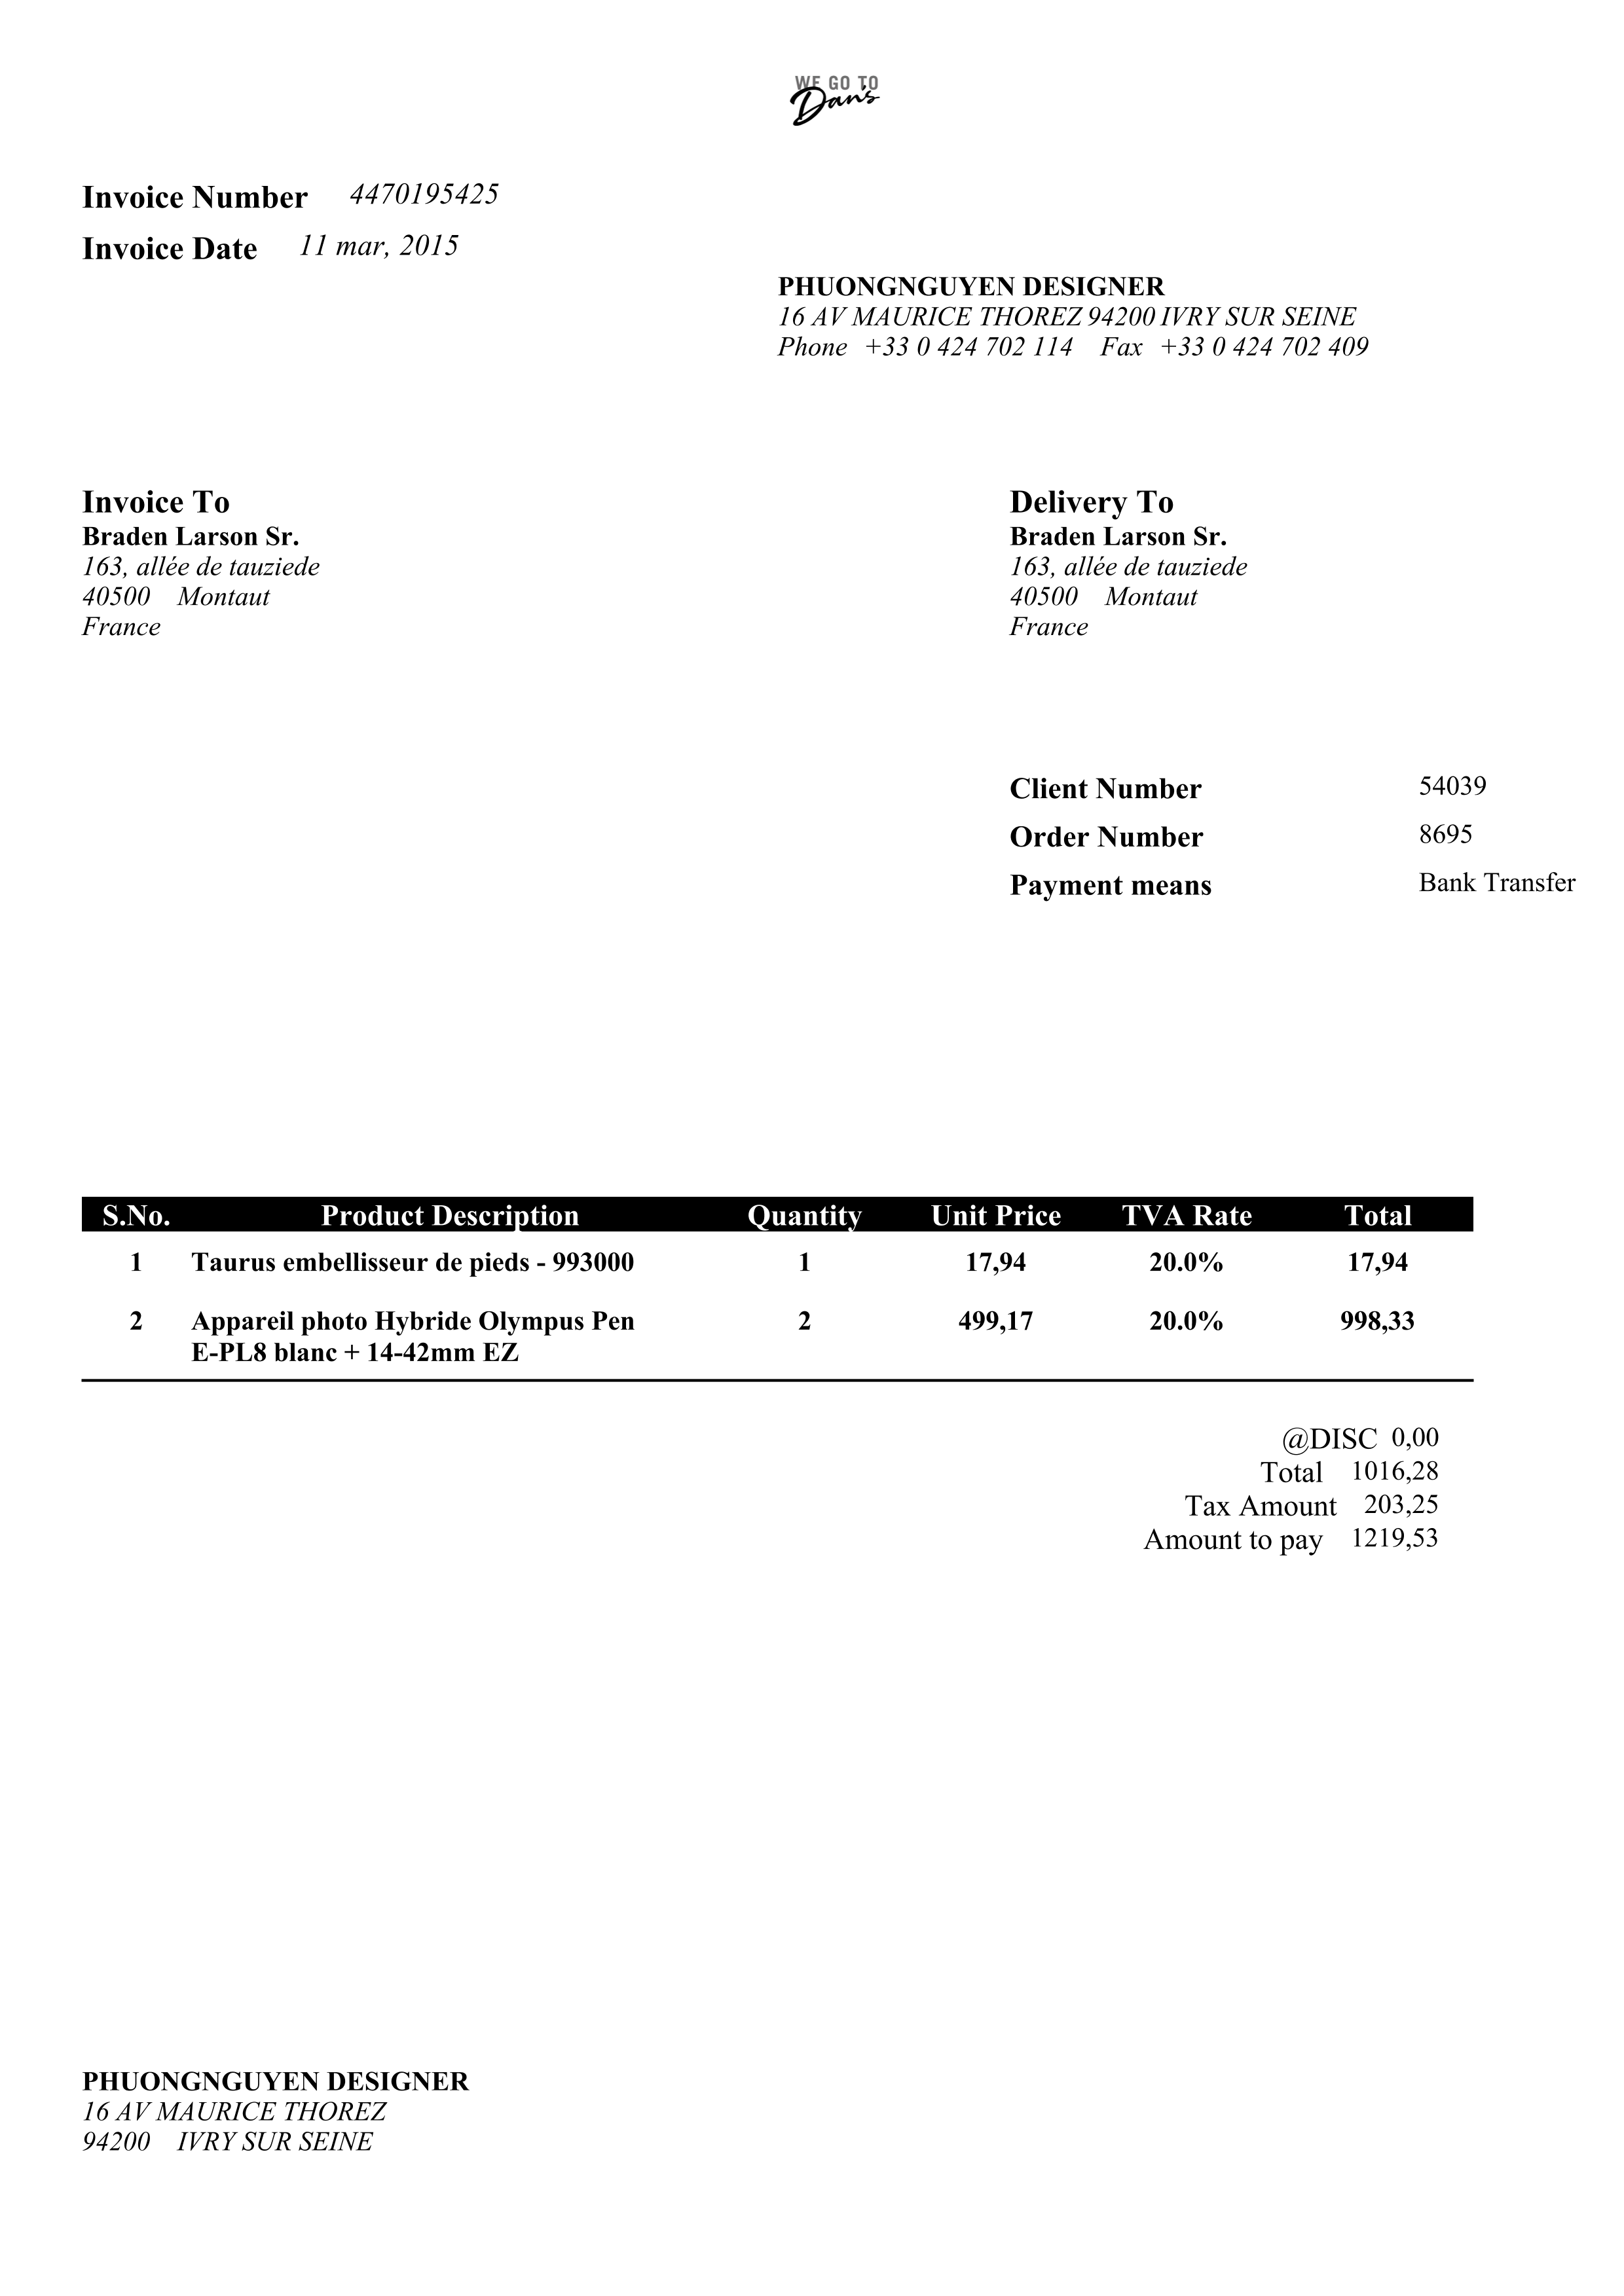 WE GO TO
Dan's
Invoice Number 4470195425
Invoice Date 11 mar, 2015
PHUONGNGUYEN DESIGNER
16 AV MAURICE THOREZ 94200 IVRY SUR SEINE
Phone +33 0 424 702 114 Fax +33 0 424 702 409
Invoice To
Braden Larson Sr.
163, allée de tauziede
40500 Montaut
France
Delivery To
Braden Larson Sr.
163, allée de tauziede
40500 Montaut
France
Client Number 54039
Order Number 8695
Payment means Bank Transfer
S.No. Product Description Quantity Unit Price TVA Rate Total
1 Taurus embellisseur de pieds - 993000 1 17,94 20.0% 17,94
2 Appareil photo Hybride Olympus Pen 2 499,17 20.0% 998,33
E-PL8 blanc + 14-42mm EZ
@DISC 0,00
Total 1016,28
Tax Amount 203,25
Amount to pay 1219,53
PHUONGNGUYEN DESIGNER
16 AV MAURICE THOREZ
94200 IVRY SUR SEINE